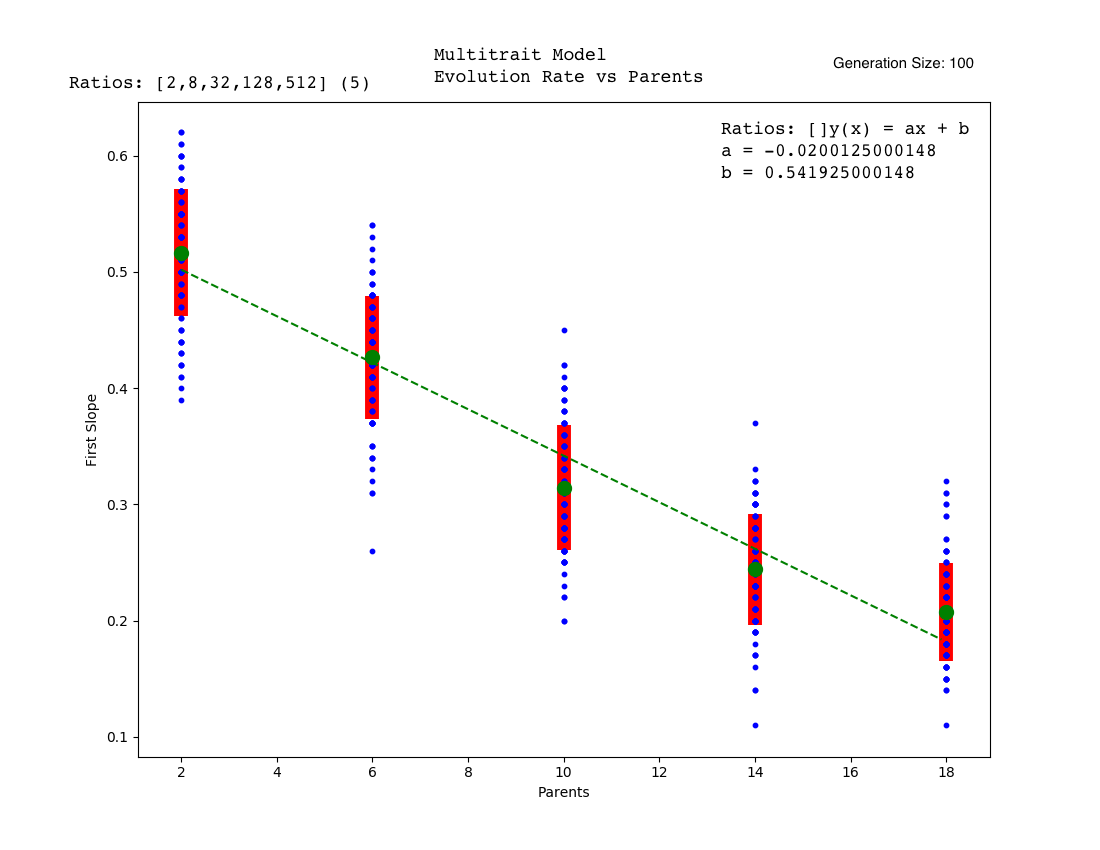 Multitrait Model
Evolution Rate vs Parents
Generation Size: 100
Ratios: [2,8,32,128,512] (5)
Ratios: []y(x) = ax + b
a = -0.0200125000148
b = 0.541925000148
0.6
0.5
0.4
0.3
0.2
0.1
First Slope
2 4 6 8 10 12 14 16 18
Parents